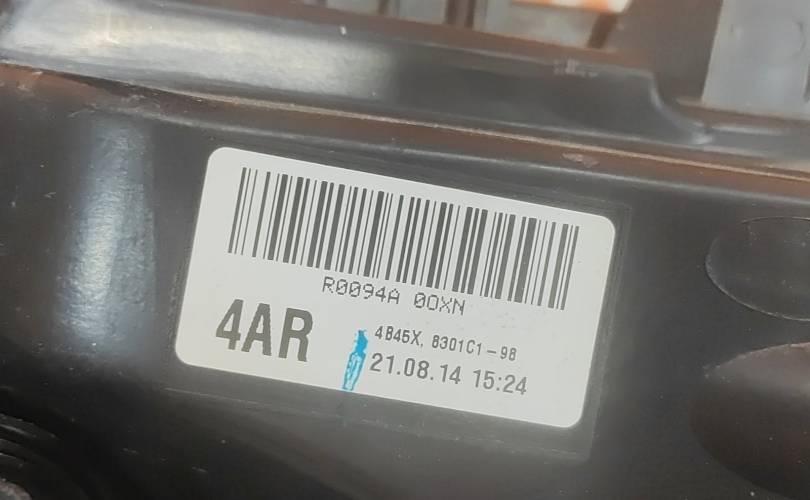 R0094A 00XN
4AR
4B45X, 8301C1-98
21.08.14 15:24